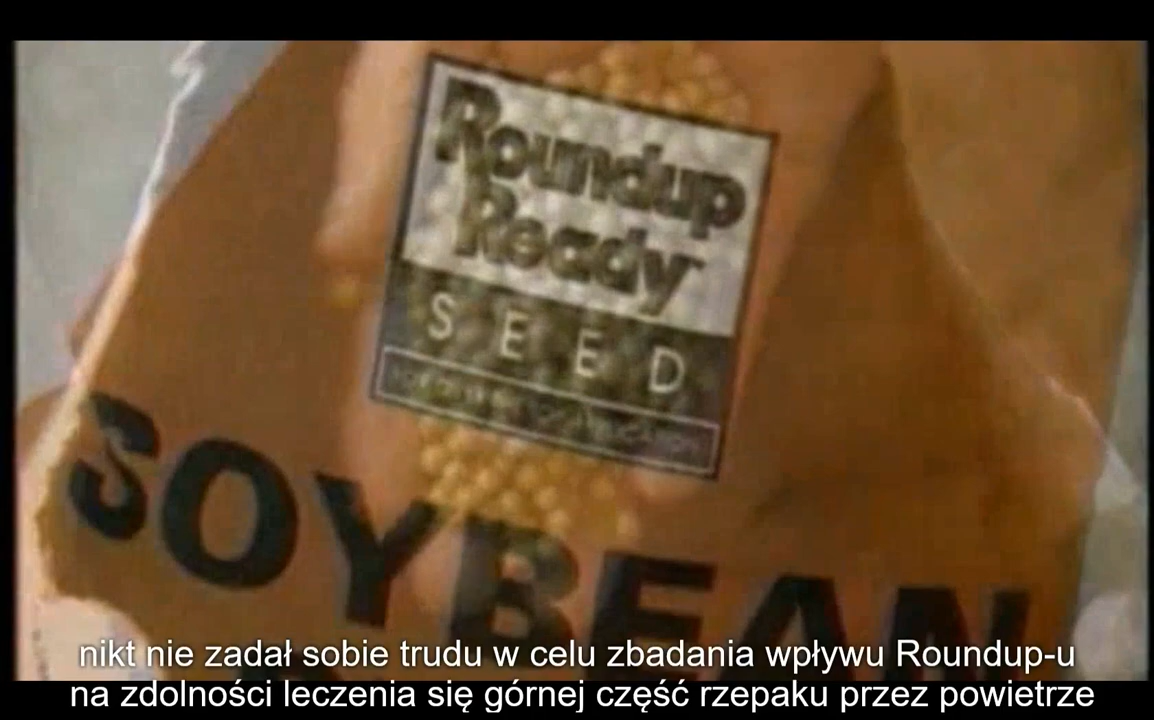 Roundup
Ready™
SEED
SOYBEAN
nikt nie zadał sobie trudu w celu zbadania wpływu Roundup-u
na zdolności leczenia się górnej część rzepaku przez powietrze